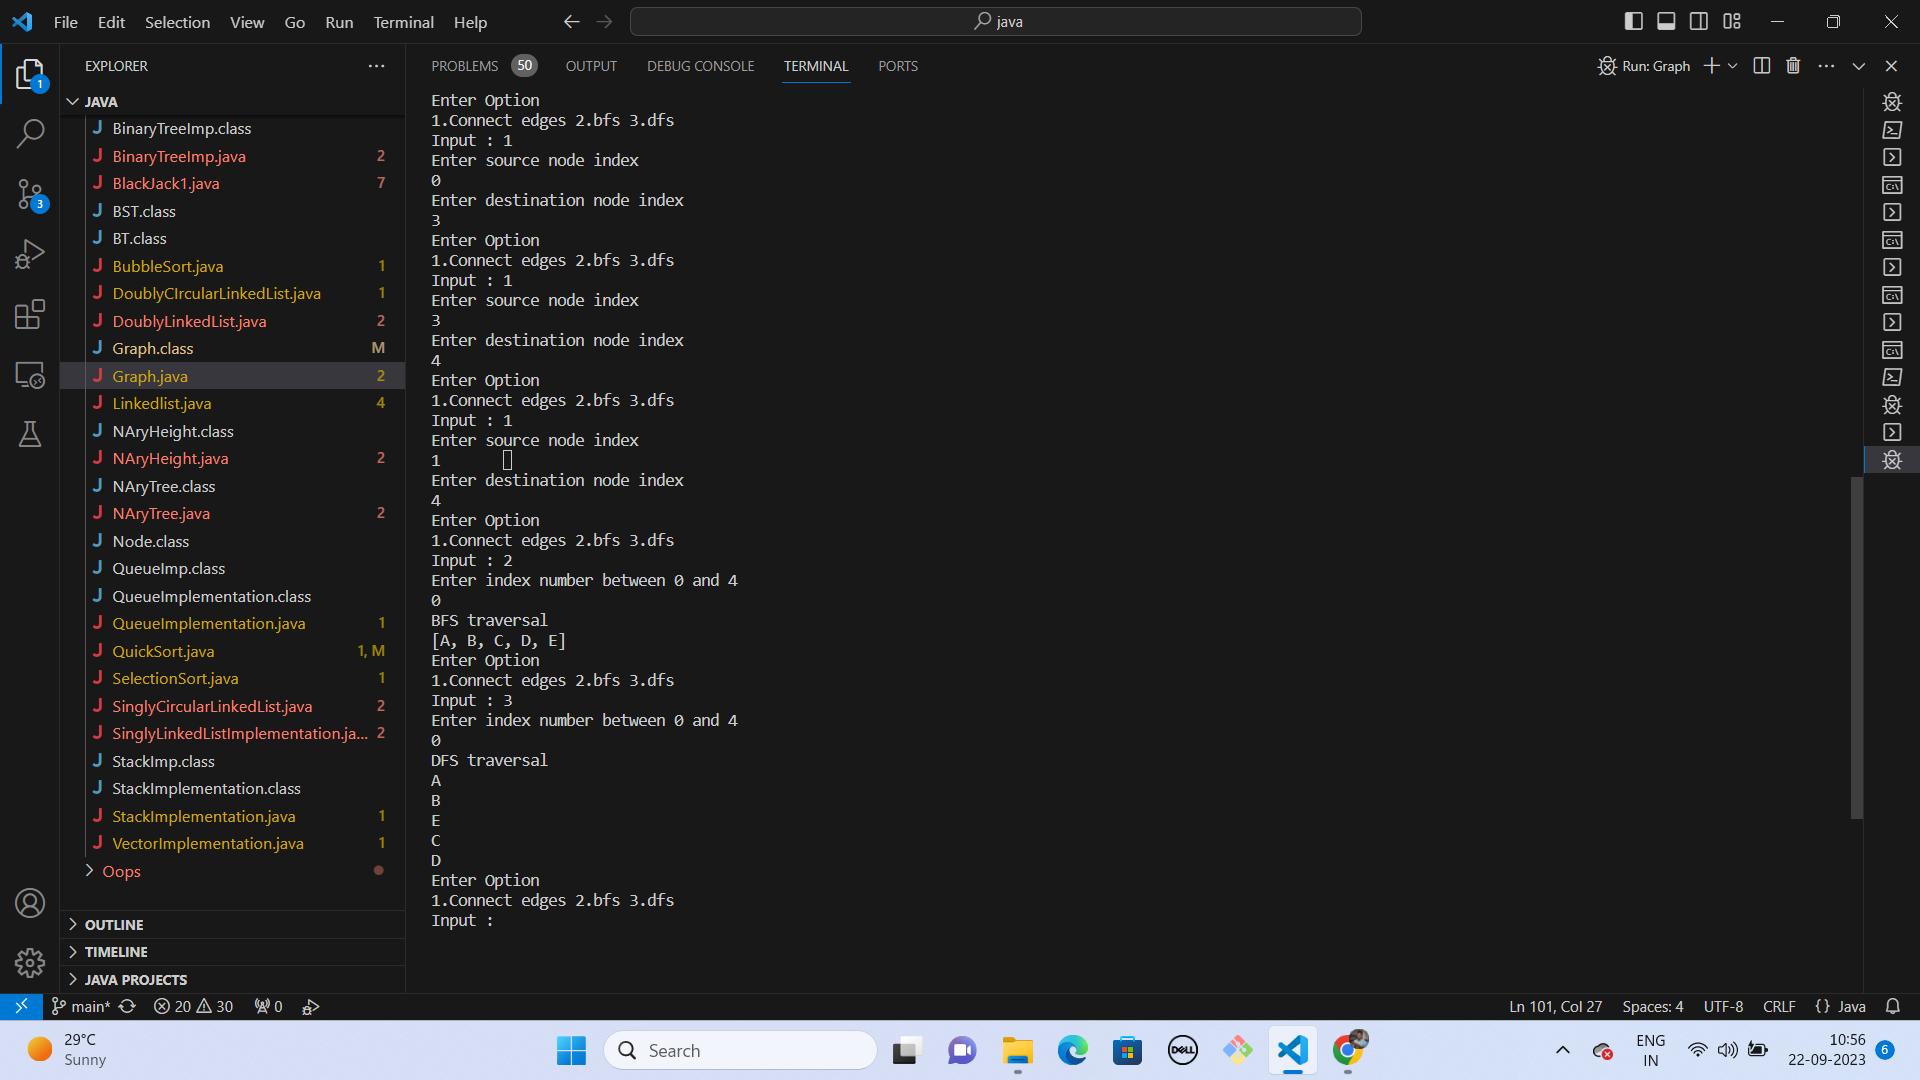 File Edit Selection View Go Run Terminal Help
java
1
3
EXPLORER
JAVA
BinaryTreeImp.class
BinaryTreeImp.java 2
BlackJack1.java 7
BST.class
BT.class
BubbleSort.java 1
DoublyCIrcularLinkedList.java 1
DoublyLinkedList.java 2
Graph.class M
Graph.java 2
Linkedlist.java 4
NAryHeight.class
NAryHeight.java 2
NAryTree.class
NAryTree.java 2
Node.class
QueueImp.class
QueueImplementation.class
QueueImplementation.java 1
QuickSort.java 1, M
SelectionSort.java 1
SinglyCircularLinkedList.java 2
SinglyLinkedListImplementation.ja... 2
StackImp.class
StackImplementation.class
StackImplementation.java 1
VectorImplementation.java 1
Oops
OUTLINE
TIMELINE
JAVA PROJECTS
PROBLEMS 50 OUTPUT DEBUG CONSOLE TERMINAL PORTS
Run: Graph
Enter Option
1.Connect edges 2.bfs 3.dfs
Input : 1
Enter source node index
0
Enter destination node index
3
Enter Option
1.Connect edges 2.bfs 3.dfs
Input : 1
Enter source node index
3
Enter destination node index
4
Enter Option
1.Connect edges 2.bfs 3.dfs
Input : 1
Enter source node index
1
Enter destination node index
4
Enter Option
1.Connect edges 2.bfs 3.dfs
Input : 2
Enter index number between 0 and 4
0
BFS traversal
[A, B, C, D, E]
Enter Option
1.Connect edges 2.bfs 3.dfs
Input : 3
Enter index number between 0 and 4
0
DFS traversal
A
B
E
C
D
Enter Option
1.Connect edges 2.bfs 3.dfs
Input :
main* 20 30 0
Ln 101, Col 27 Spaces: 4 UTF-8 CRLF {} Java
29°C
Sunny
Search
DELL
ENG
IN
10:56
22-09-2023
6